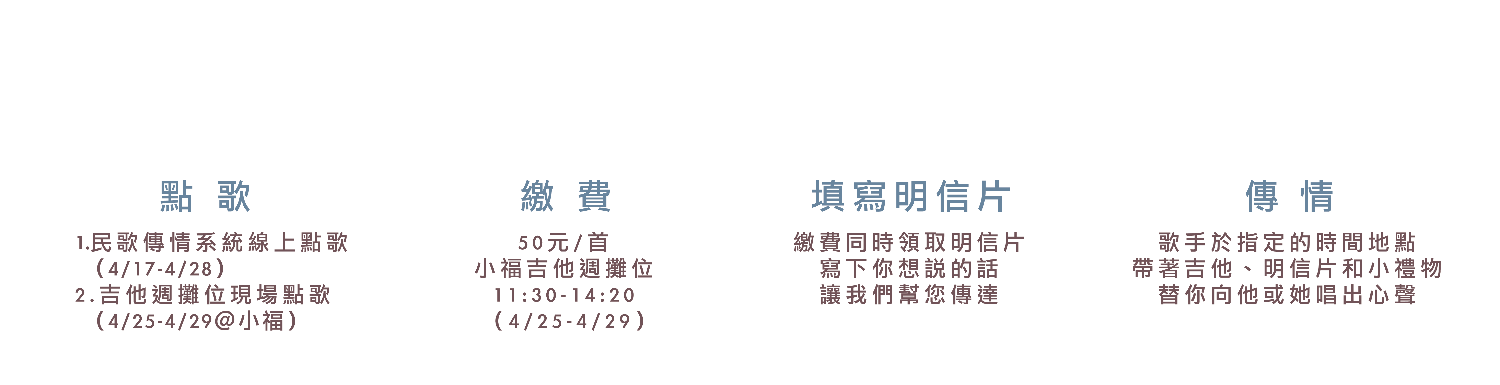 點歌
1.民歌傳情系統線上點歌
(4/17-4/28)
2.吉他週攤位現場點歌
(4/25-4/29@小福)
繳費
50元/首
小福吉他週攤位
11:30-14:20
(4/25-4/29)
填寫明信片
繳費同時領取明信片
寫下你想說的話
讓我們幫您傳達
傳情
歌手於指定的時間地點
帶著吉他、明信片和小禮物
替你向他或她唱出心聲